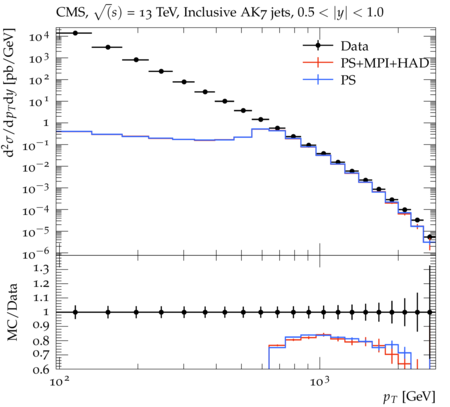 CMS, √(s) = 13 TeV, Inclusive AK7 jets, 0.5 < |y| < 1.0
d²σ/dp_T dy [pb/GeV]
10⁴
10³
10²
10¹
1
10⁻¹
10⁻²
10⁻³
10⁻⁴
10⁻⁵
10⁻⁶
Data
PS+MPI+HAD
PS
MC/Data
1.3
1.2
1.1
1
0.9
0.8
0.7
0.6
10² 10³
p_T [GeV]